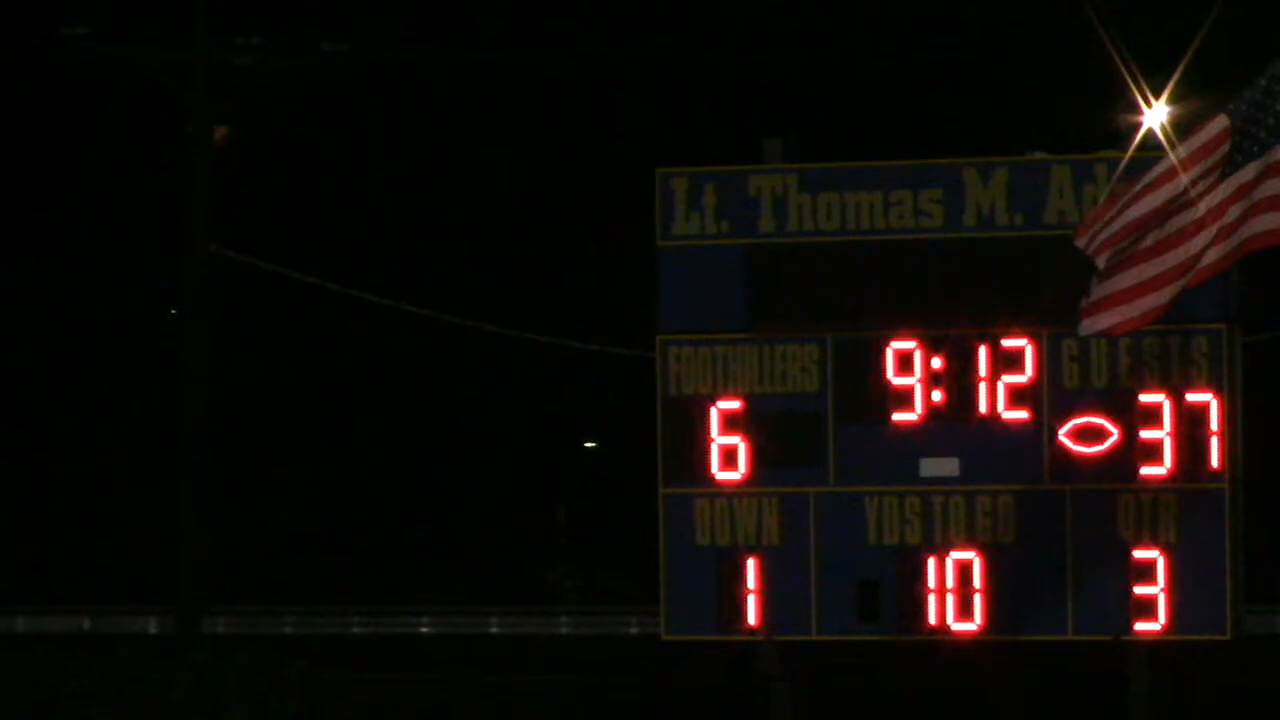 Lt. Thomas M.
FOOTHILLERS 9:12 GUESTS
6 37
DOWN YDS TO GO QTR
1 10 3